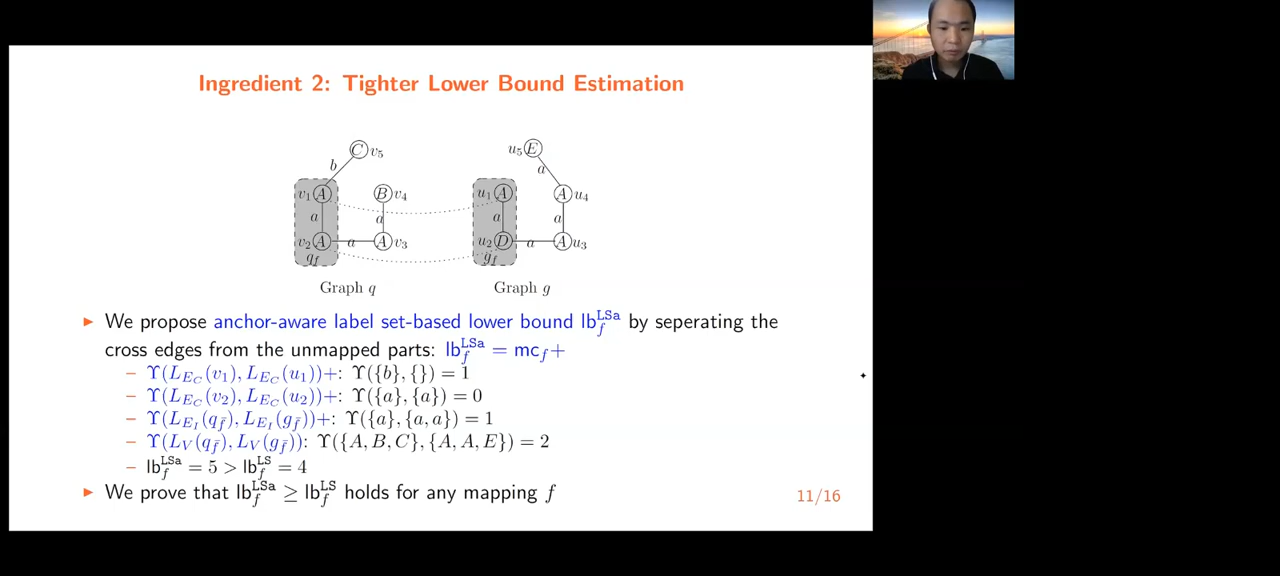 Ingredient 2: Tighter Lower Bound Estimation
C v5 u5 E
b a
v1 A B v4 u1 A A u4
a a a a
v2 A a A v3 u2 D a A u3
qf gf
Graph q Graph g
▶ We propose anchor-aware label set-based lower bound lb_f^LSa by seperating the
cross edges from the unmapped parts: lb_f^LSa = mc_f+
– Υ(L_{E_C}(v1), L_{E_C}(u1))+: Υ({b}, {}) = 1
– Υ(L_{E_C}(v2), L_{E_C}(u2))+: Υ({a}, {a}) = 0
– Υ(L_{E_I}(q_f̄), L_{E_I}(g_f̄))+: Υ({a}, {a, a}) = 1
– Υ(L_V(q_f̄), L_V(g_f̄)): Υ({A, B, C}, {A, A, E}) = 2
– lb_f^LSa = 5 > lb_f^LS = 4
▶ We prove that lb_f^LSa ≥ lb_f^LS holds for any mapping f
11/16